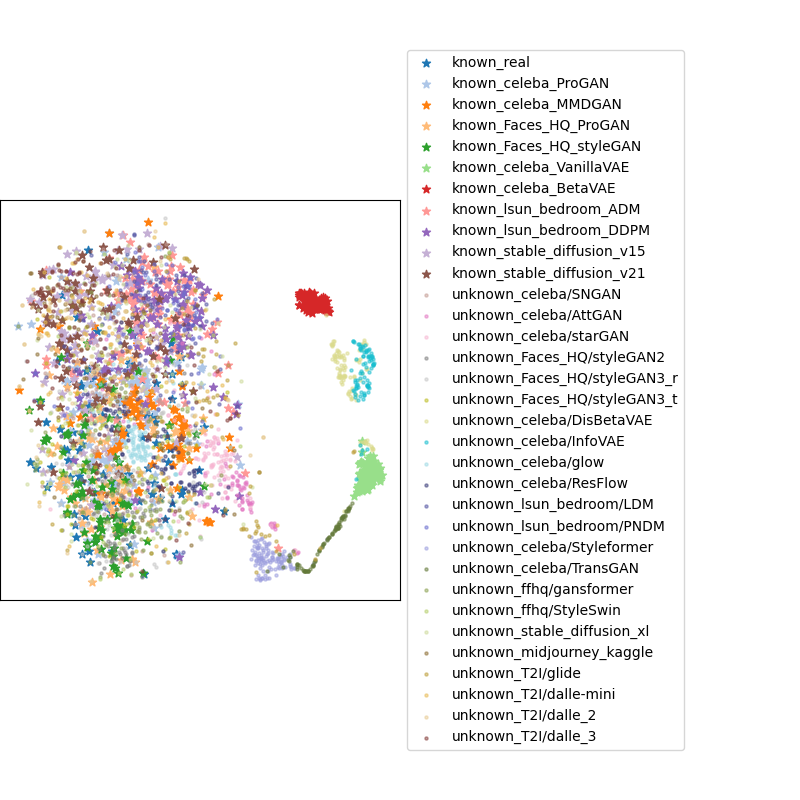 known_real
known_celeba_ProGAN
known_celeba_MMDGAN
known_Faces_HQ_ProGAN
known_Faces_HQ_styleGAN
known_celeba_VanillaVAE
known_celeba_BetaVAE
known_lsun_bedroom_ADM
known_lsun_bedroom_DDPM
known_stable_diffusion_v15
known_stable_diffusion_v21
unknown_celeba/SNGAN
unknown_celeba/AttGAN
unknown_celeba/starGAN
unknown_Faces_HQ/styleGAN2
unknown_Faces_HQ/styleGAN3_r
unknown_Faces_HQ/styleGAN3_t
unknown_celeba/DisBetaVAE
unknown_celeba/InfoVAE
unknown_celeba/glow
unknown_celeba/ResFlow
unknown_lsun_bedroom/LDM
unknown_lsun_bedroom/PNDM
unknown_celeba/Styleformer
unknown_celeba/TransGAN
unknown_ffhq/gansformer
unknown_ffhq/StyleSwin
unknown_stable_diffusion_xl
unknown_midjourney_kaggle
unknown_T2I/glide
unknown_T2I/dalle-mini
unknown_T2I/dalle_2
unknown_T2I/dalle_3